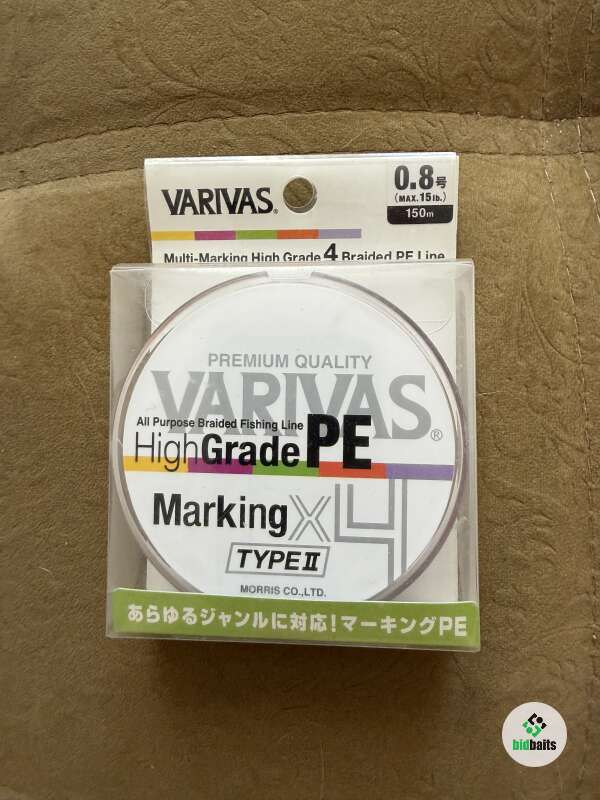 VARIVAS®
0.8号
(MAX.15lb.)
150m
Multi-Marking High Grade 4 Braided PE Line
PREMIUM QUALITY
VARIVAS®
All Purpose Braided Fishing Line
HighGrade PE
Marking x4
TYPE II
MORRIS CO.,LTD.
あらゆるジャンルに対応!マーキングPE
bidbaits